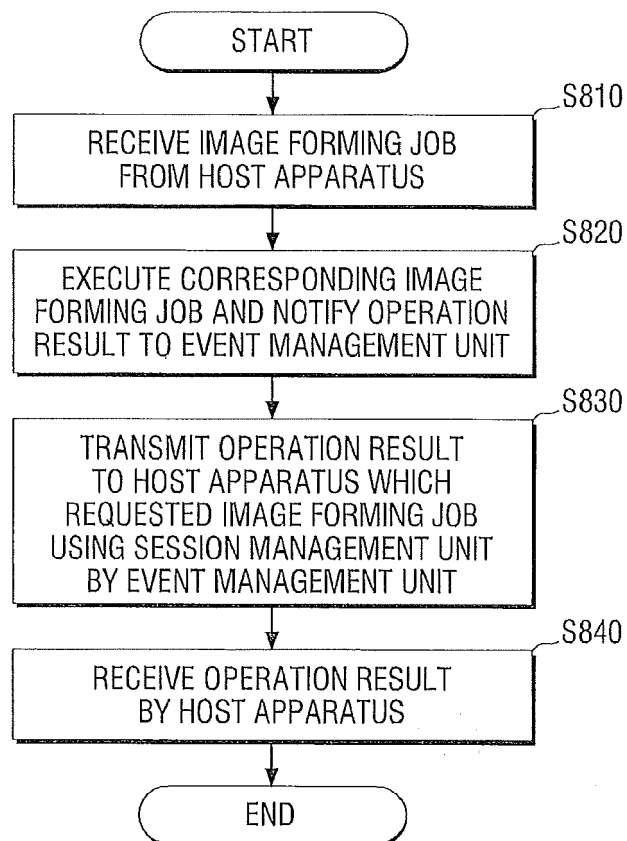 START
S810
RECEIVE IMAGE FORMING JOB
FROM HOST APPARATUS
S820
EXECUTE CORRESPONDING IMAGE
FORMING JOB AND NOTIFY OPERATION
RESULT TO EVENT MANAGEMENT UNIT
S830
TRANSMIT OPERATION RESULT
TO HOST APPARATUS WHICH
REQUESTED IMAGE FORMING JOB
USING SESSION MANAGEMENT UNIT
BY EVENT MANAGEMENT UNIT
S840
RECEIVE OPERATION RESULT
BY HOST APPARATUS
END